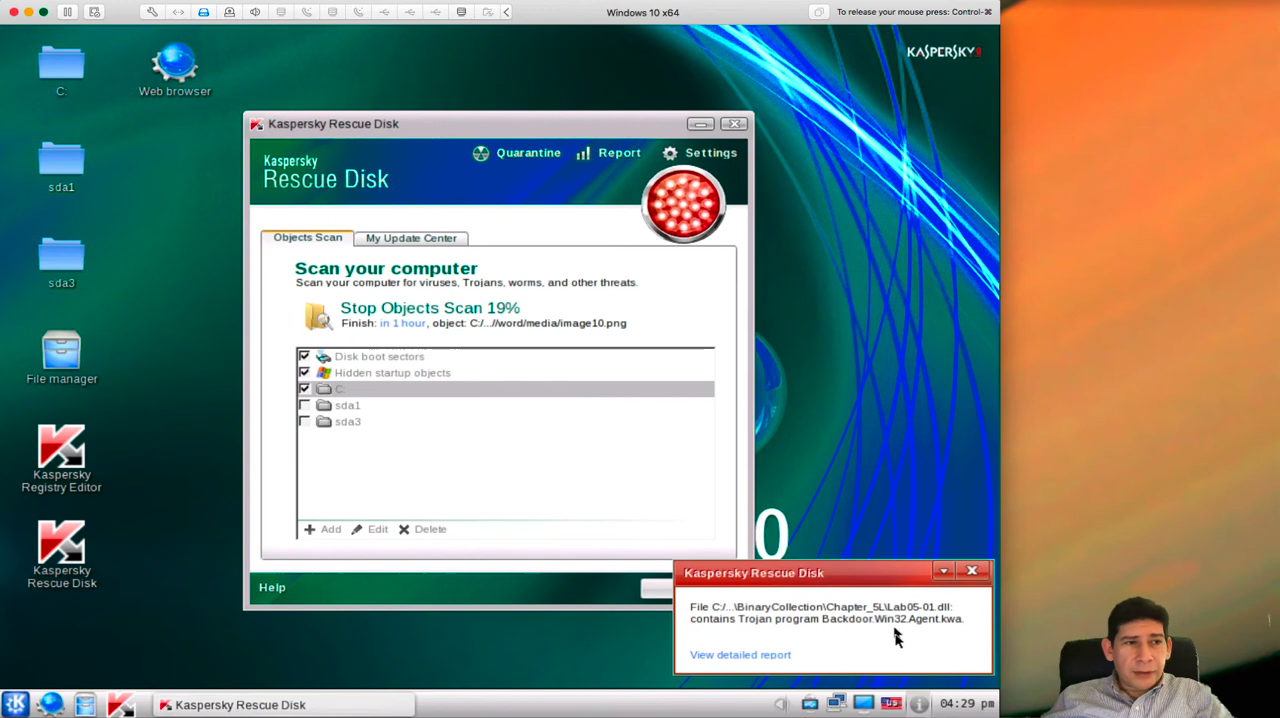 Windows 10 x64
To release your mouse press: Control-⌘
KASPERSKY
C:
Web browser
sda1
sda3
File manager
Kaspersky
Registry Editor
Kaspersky
Rescue Disk
Kaspersky Rescue Disk
Quarantine
Report
Settings
Kaspersky
Rescue Disk
Objects Scan
My Update Center
Scan your computer
Scan your computer for viruses, Trojans, worms, and other threats.
Stop Objects Scan 19%
Finish: in 1 hour, object: C:/...//word/media/image10.png
Disk boot sectors
Hidden startup objects
C:
sda1
sda3
Add Edit Delete
Help
0
Kaspersky Rescue Disk
File C:/...\BinaryCollection\Chapter_5L\Lab05-01.dll:
contains Trojan program Backdoor.Win32.Agent.kwa.
View detailed report
Kaspersky Rescue Disk
US
04:29 pm